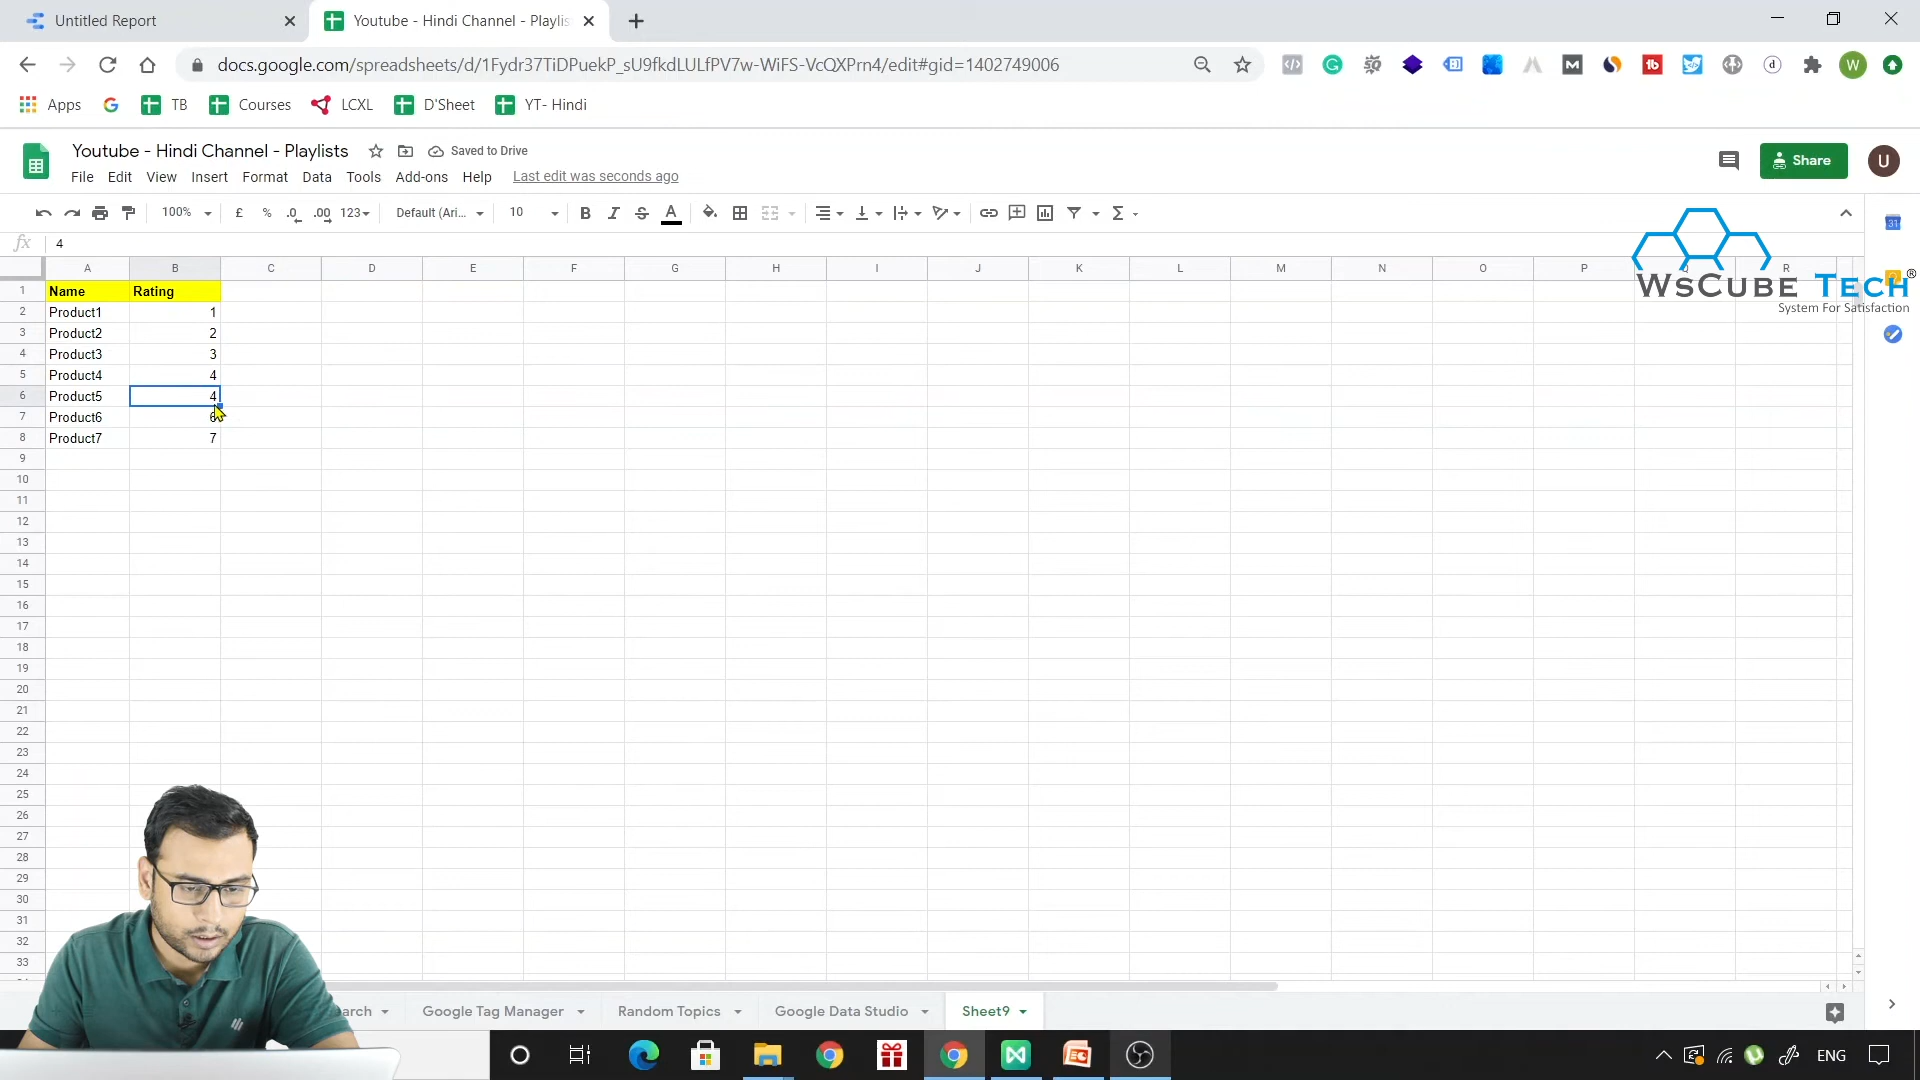 Untitled Report
Youtube - Hindi Channel - Playlis
docs.google.com/spreadsheets/d/1Fydr37TiDPuekP_sU9fkdLULfPV7w-WiFS-VcQXPrn4/edit#gid=1402749006
Apps TB Courses LCXL D'Sheet YT- Hindi
Youtube - Hindi Channel - Playlists Saved to Drive
Share
U
File Edit View Insert Format Data Tools Add-ons Help Last edit was seconds ago
100% £ % .0 .00 123 Default (Ari... 10 B I S A Σ
fx 4
A B C D E F G H I J K L M N O P Q R
WsCube Tech®
System For Satisfaction
1 Name Rating
2 Product1 1
3 Product2 2
4 Product3 3
5 Product4 4
6 Product5 4
7 Product6 6
8 Product7 7
9
10
11
12
13
14
15
16
17
18
19
20
21
22
23
24
25
26
27
28
29
30
31
32
33
arch Google Tag Manager Random Topics Google Data Studio Sheet9
ENG